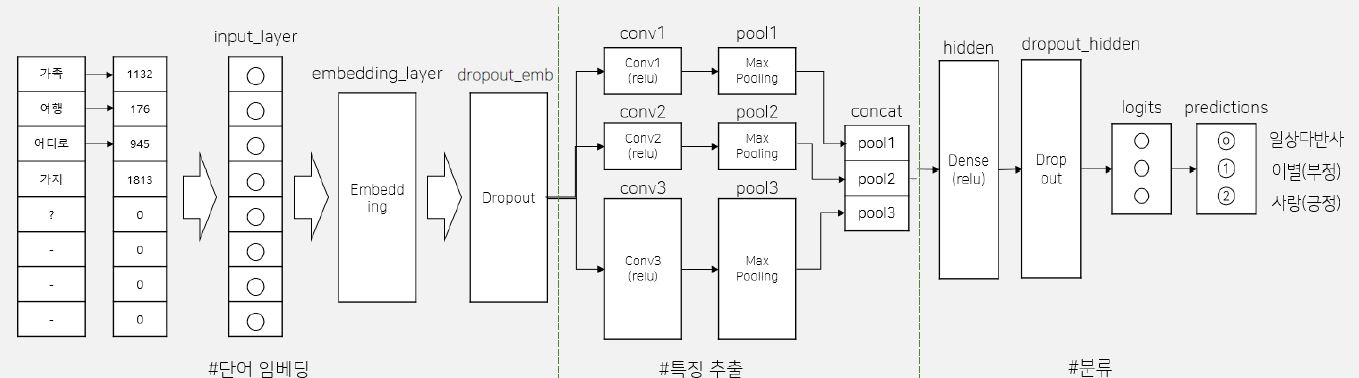 input_layer
가족
여행
어디로
가지
?
-
-
-
1132
176
945
1813
0
0
0
0
embedding_layer
Embedd
ing
dropout_emb
Dropout
#단어 임베딩
conv1
Conv1
(relu)
pool1
Max
Pooling
conv2
Conv2
(relu)
pool2
Max
Pooling
conv3
Conv3
(relu)
pool3
Max
Pooling
concat
pool1
pool2
pool3
#특징 추출
hidden
Dense
(relu)
dropout_hidden
Drop
out
logits
predictions
0
1
2
일상다반사
이별(부정)
사랑(긍정)
#분류